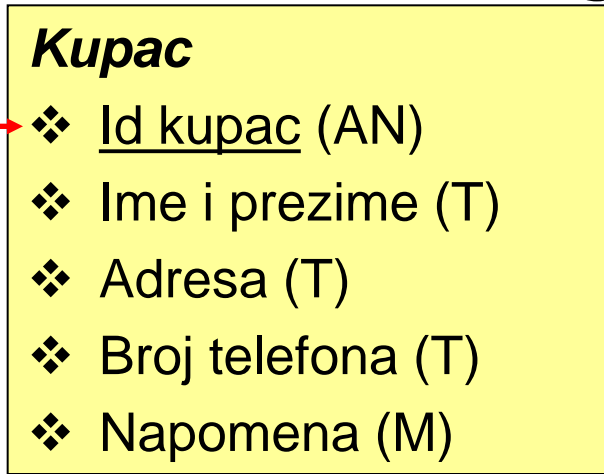 Kupac
❖ Id kupac (AN)
❖ Ime i prezime (T)
❖ Adresa (T)
❖ Broj telefona (T)
❖ Napomena (M)